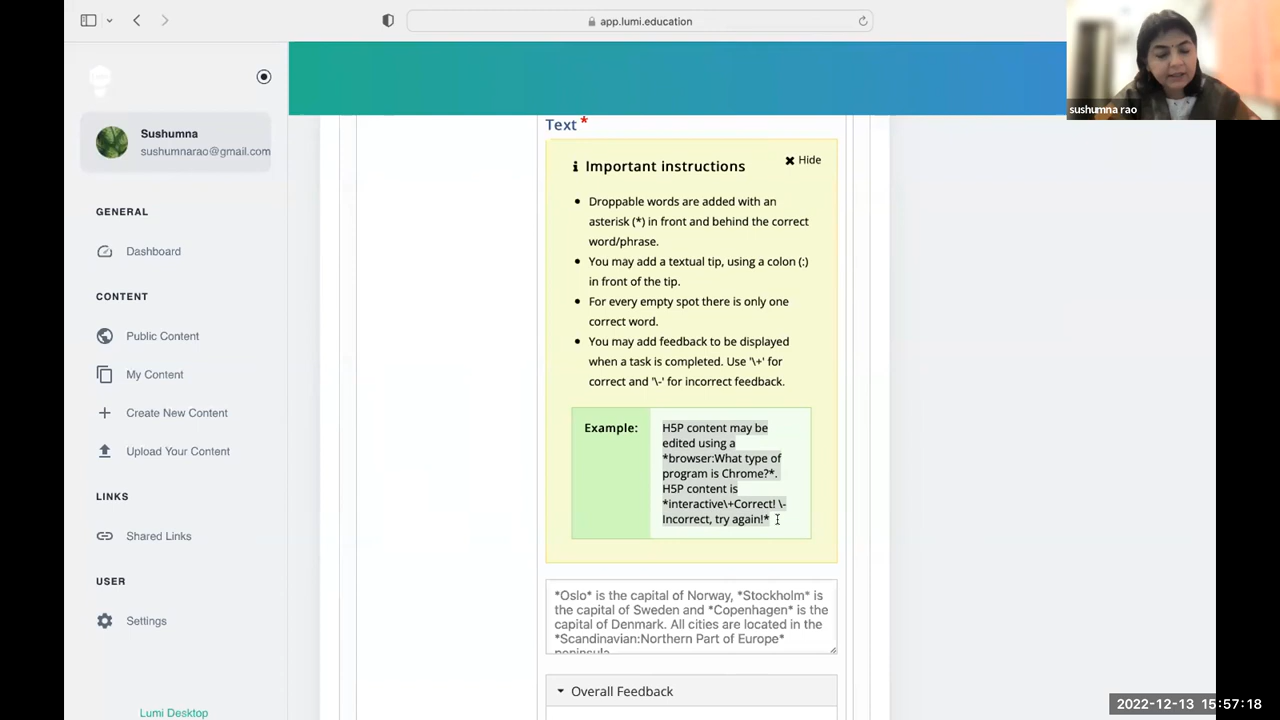 app.lumi.education
sushumna rao
Sushumna
sushumnarao@gmail.com
GENERAL
Dashboard
CONTENT
Public Content
My Content
Create New Content
Upload Your Content
LINKS
Shared Links
USER
Settings
Lumi Desktop
Text *
Important instructions
Hide
Droppable words are added with an
asterisk (*) in front and behind the correct
word/phrase.
You may add a textual tip, using a colon (:)
in front of the tip.
For every empty spot there is only one
correct word.
You may add feedback to be displayed
when a task is completed. Use '\+' for
correct and '\-' for incorrect feedback.
Example:
H5P content may be
edited using a
*browser:What type of
program is Chrome?*.
H5P content is
*interactive\+Correct! \-
Incorrect, try again!*
*Oslo* is the capital of Norway, *Stockholm* is
the capital of Sweden and *Copenhagen* is the
capital of Denmark. All cities are located in the
*Scandinavian:Northern Part of Europe*
peninsula
Overall Feedback
2022-12-13 15:57:18